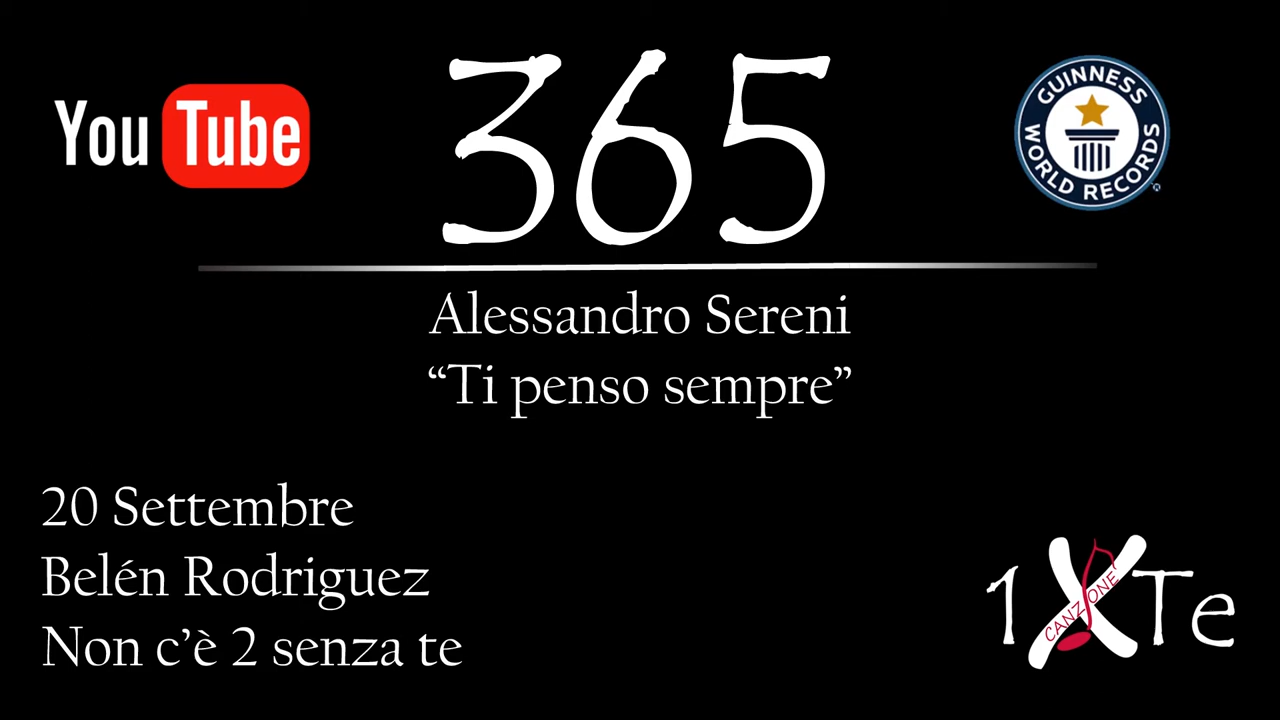 YouTube
365
GUINNESS WORLD RECORDS
®
Alessandro Sereni
“Ti penso sempre”
20 Settembre
Belén Rodriguez
Non c’è 2 senza te
1XTe
CANZONE